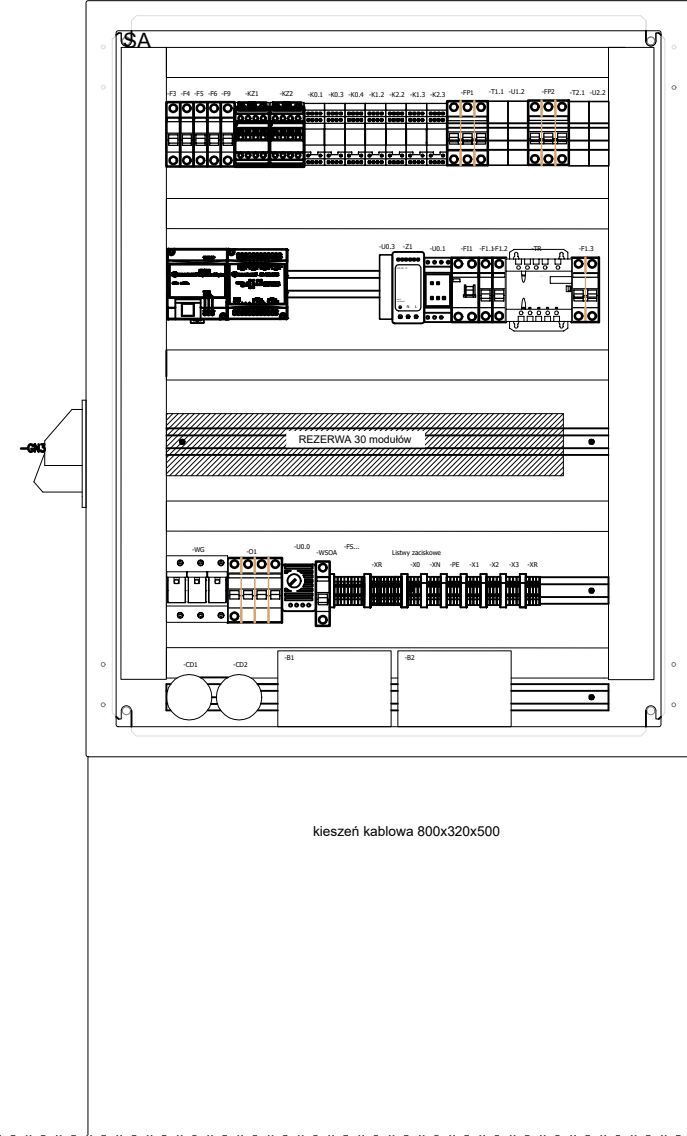 SA
-F3 -F4 -F5 -F6 -F9 -KZ1 -KZ2 -K0.1 -K0.3 -K0.4 -K1.2 -K2.2 -K1.3 -K2.3 -FP1 -T1.1 -U1.2 -FP2 -T2.1 -U2.2
-U0.3 -Z1 -U0.1 -FI1 -F1.1 -F1.2 -TR -F1.3
-GN3
REZERWA 30 modułów
-WG -O1 -U0.0 -WSOA -FS... Listwy zaciskowe
-XR -X0 -XN -PE -X1 -X2 -X3 -XR
-CD1 -CD2 -B1 -B2
kieszeń kablowa 800x320x500